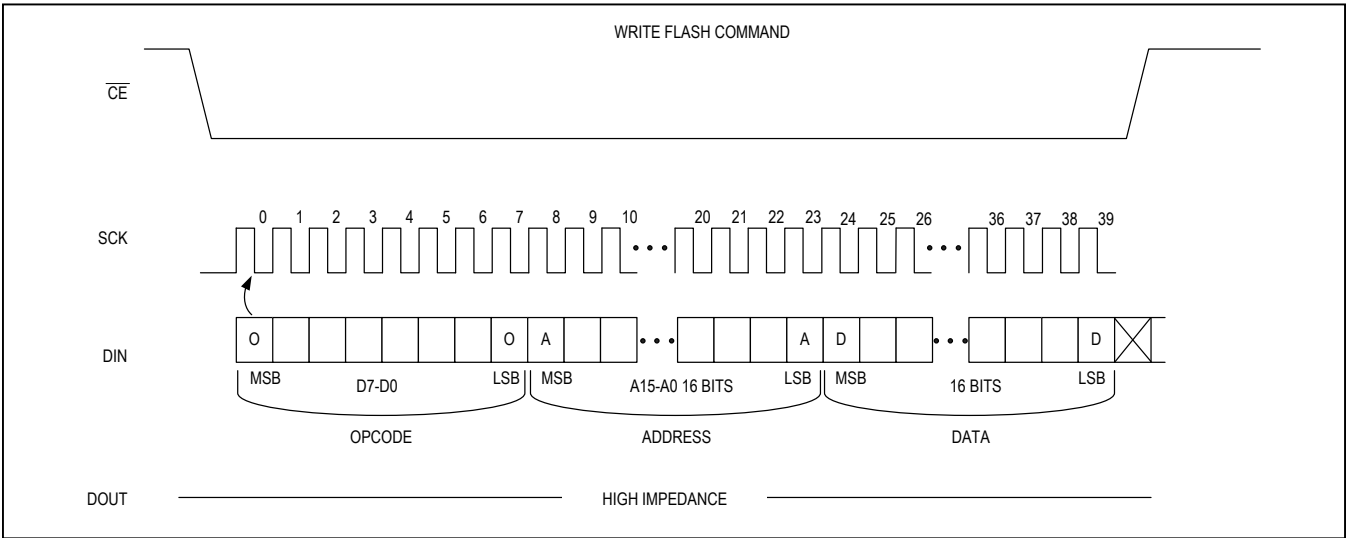 WRITE FLASH COMMAND
CE
SCK 0 1 2 3 4 5 6 7 8 9 10 20 21 22 23 24 25 26 36 37 38 39
DIN O O A A D D
MSB D7-D0 LSB MSB A15-A0 16 BITS LSB MSB 16 BITS LSB
OPCODE ADDRESS DATA
DOUT HIGH IMPEDANCE